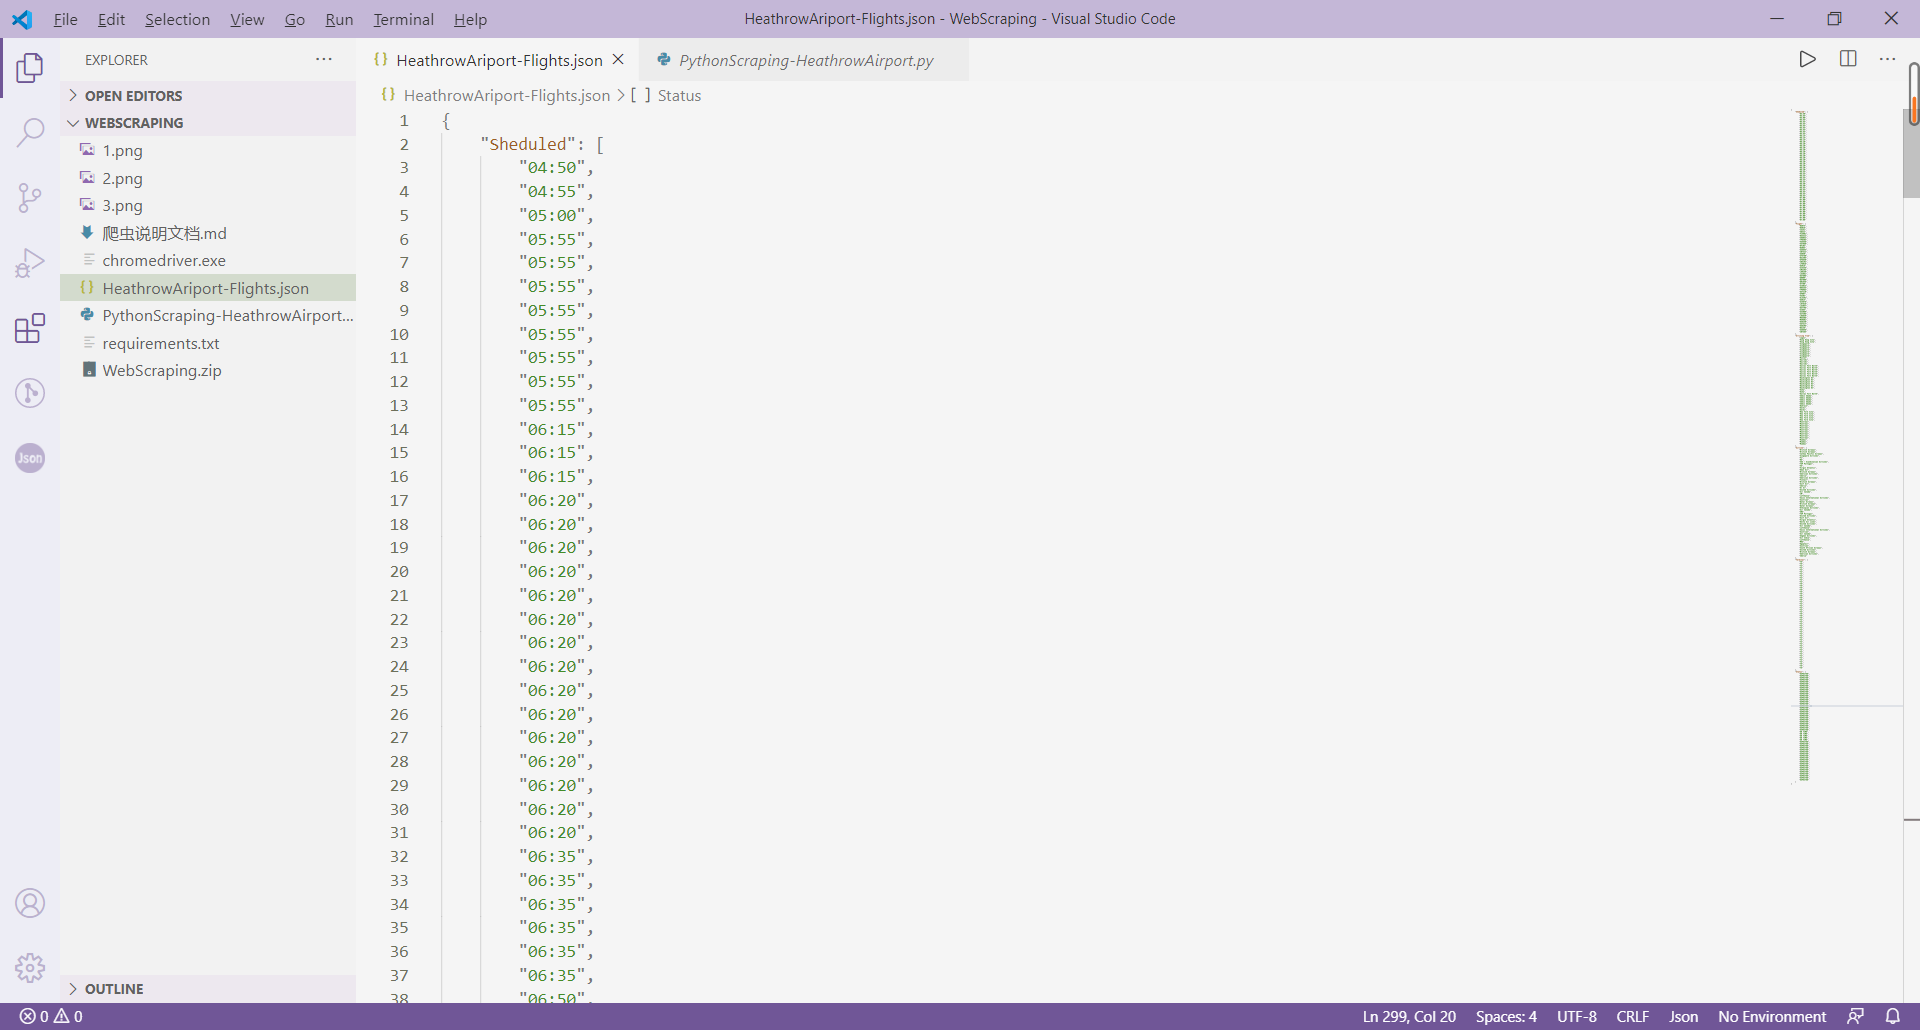 File Edit Selection View Go Run Terminal Help
HeathrowAriport-Flights.json - WebScraping - Visual Studio Code
EXPLORER
OPEN EDITORS
WEBSCRAPING
1.png
2.png
3.png
爬虫说明文档.md
chromedriver.exe
HeathrowAriport-Flights.json
PythonScraping-HeathrowAirport...
requirements.txt
WebScraping.zip
Json
OUTLINE
HeathrowAriport-Flights.json
PythonScraping-HeathrowAirport.py
HeathrowAriport-Flights.json > [ ] Status
1 {
2 "Sheduled": [
3 "04:50",
4 "04:55",
5 "05:00",
6 "05:55",
7 "05:55",
8 "05:55",
9 "05:55",
10 "05:55",
11 "05:55",
12 "05:55",
13 "05:55",
14 "06:15",
15 "06:15",
16 "06:15",
17 "06:20",
18 "06:20",
19 "06:20",
20 "06:20",
21 "06:20",
22 "06:20",
23 "06:20",
24 "06:20",
25 "06:20",
26 "06:20",
27 "06:20",
28 "06:20",
29 "06:20",
30 "06:20",
31 "06:20",
32 "06:35",
33 "06:35",
34 "06:35",
35 "06:35",
36 "06:35",
37 "06:35",
38 "06:50",
0 0
Ln 299, Col 20 Spaces: 4 UTF-8 CRLF Json No Environment